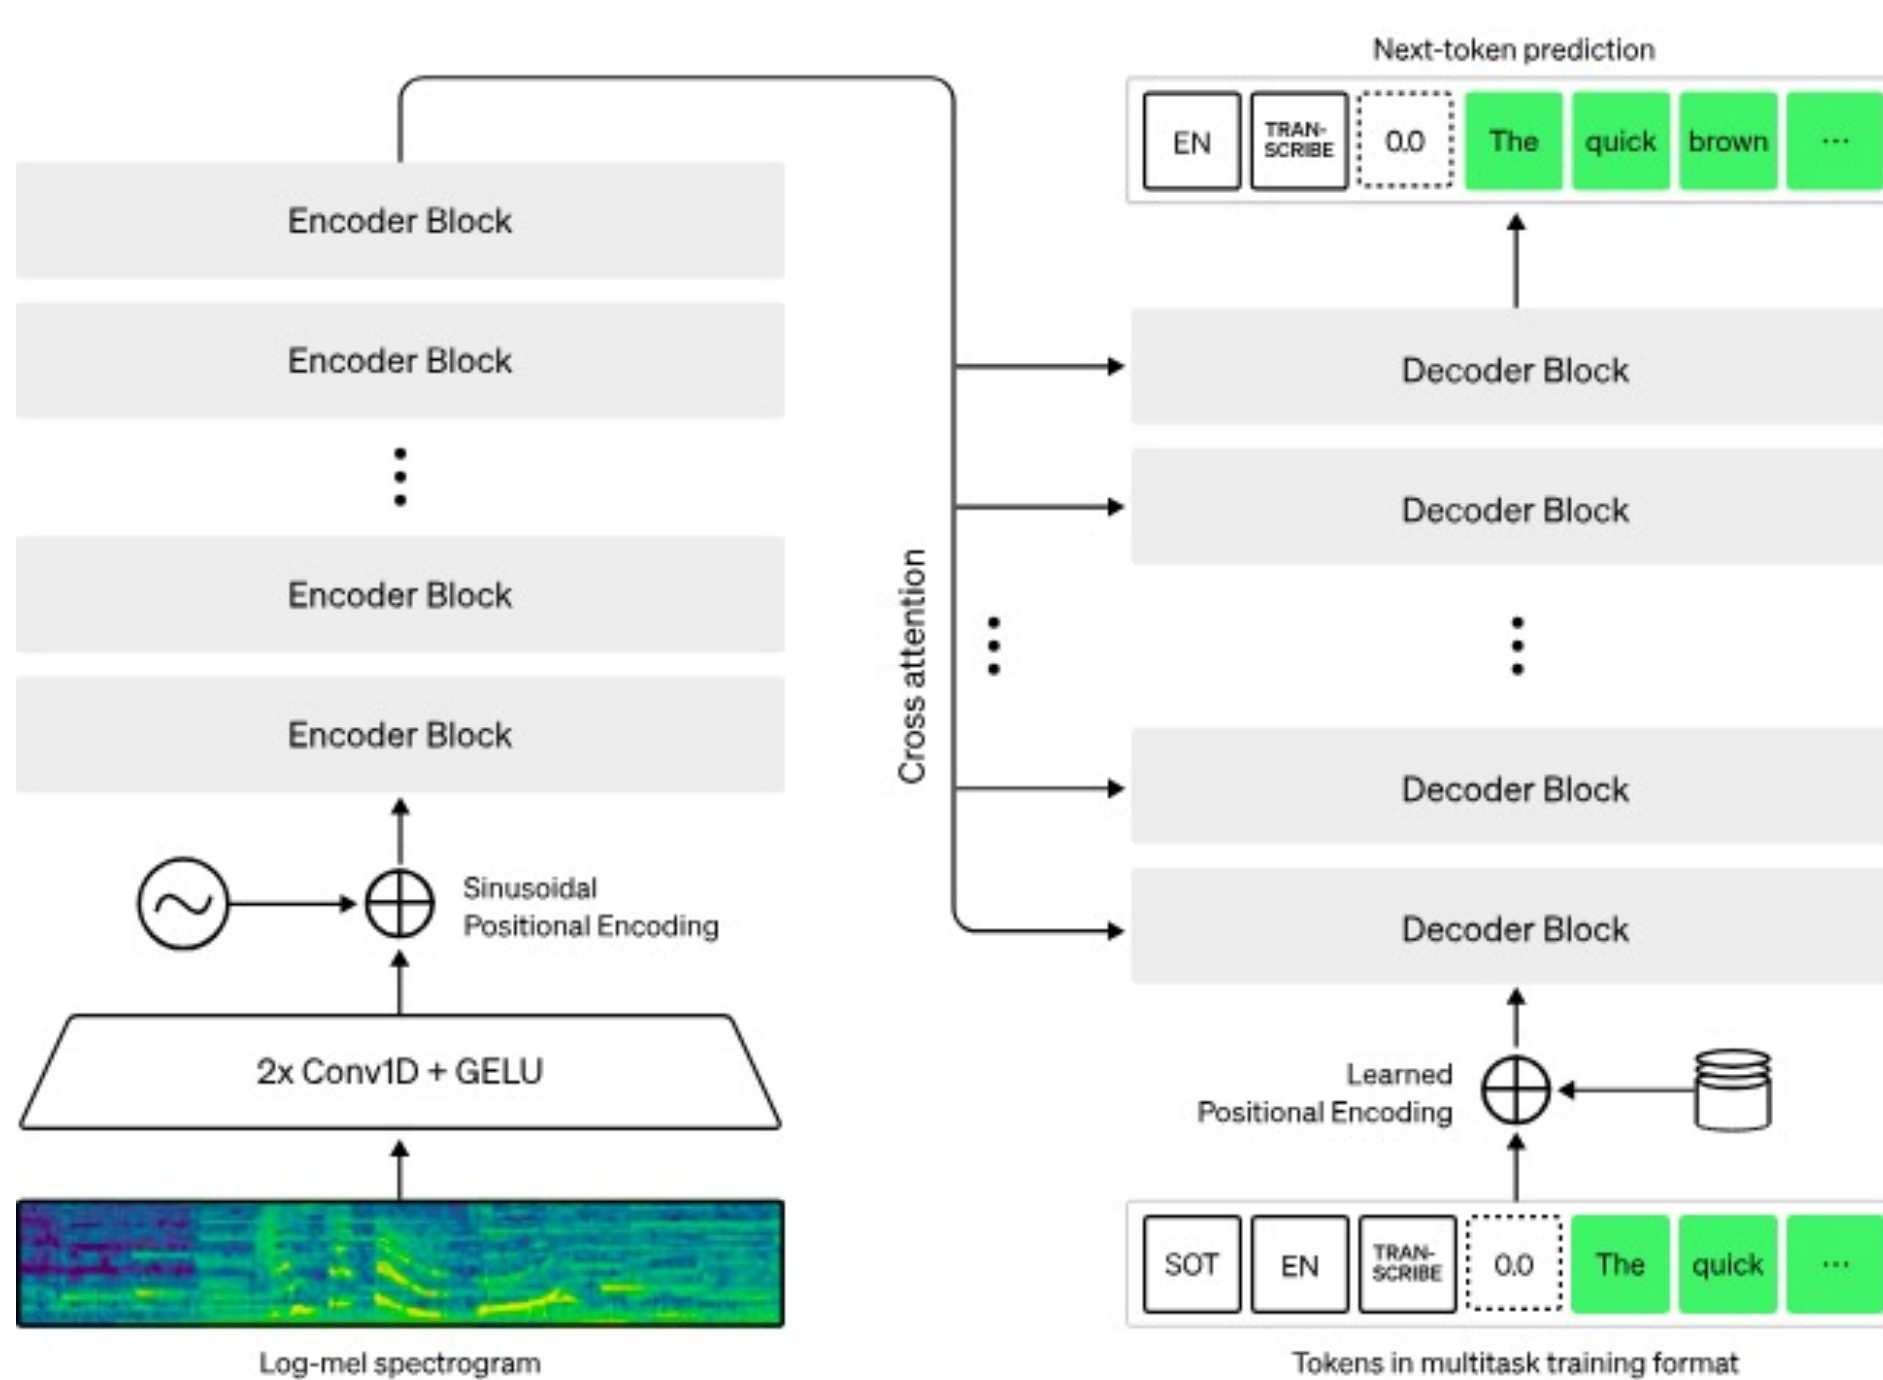 Next-token prediction
EN
TRAN-
SCRIBE
0.0
The
quick
brown
...
Encoder Block
Encoder Block
Encoder Block
Encoder Block
Cross attention
Decoder Block
Decoder Block
Decoder Block
Decoder Block
Sinusoidal
Positional Encoding
2x Conv1D + GELU
Log-mel spectrogram
Learned
Positional Encoding
SOT
EN
TRAN-
SCRIBE
0.0
The
quick
...
Tokens in multitask training format